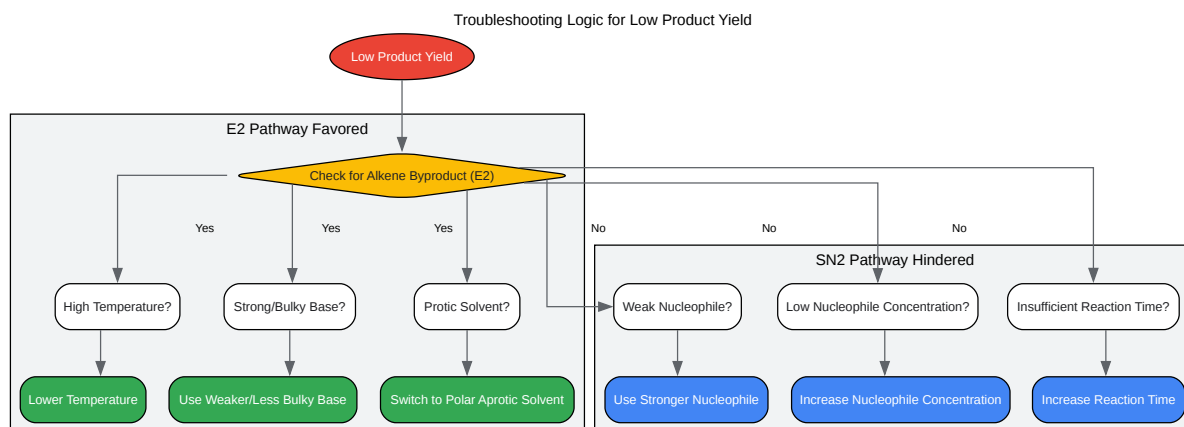 Troubleshooting Logic for Low Product Yield
Low Product Yield
E2 Pathway Favored
Check for Alkene Byproduct (E2)
Yes
Yes
Yes
No
No
No
SN2 Pathway Hindered
High Temperature?
Strong/Bulky Base?
Protic Solvent?
Weak Nucleophile?
Low Nucleophile Concentration?
Insufficient Reaction Time?
Lower Temperature
Use Weaker/Less Bulky Base
Switch to Polar Aprotic Solvent
Use Stronger Nucleophile
Increase Nucleophile Concentration
Increase Reaction Time